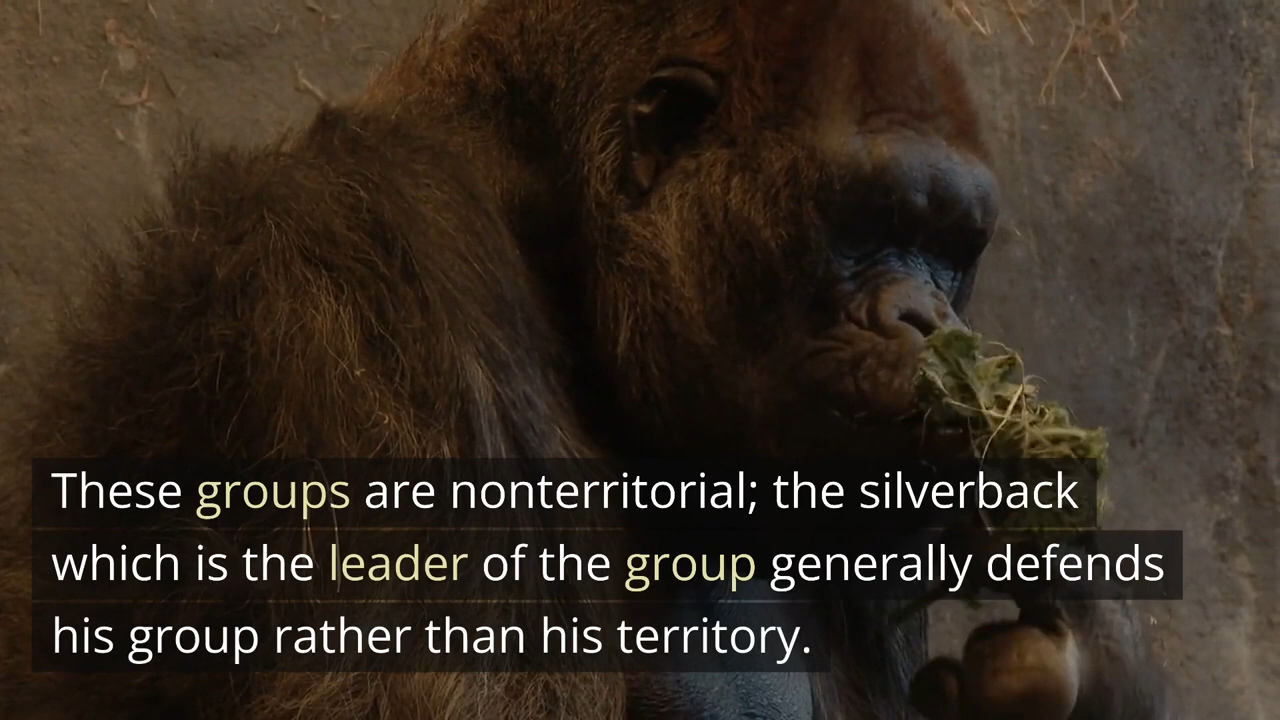 These groups are nonterritorial; the silverback
which is the leader of the group generally defends
his group rather than his territory.